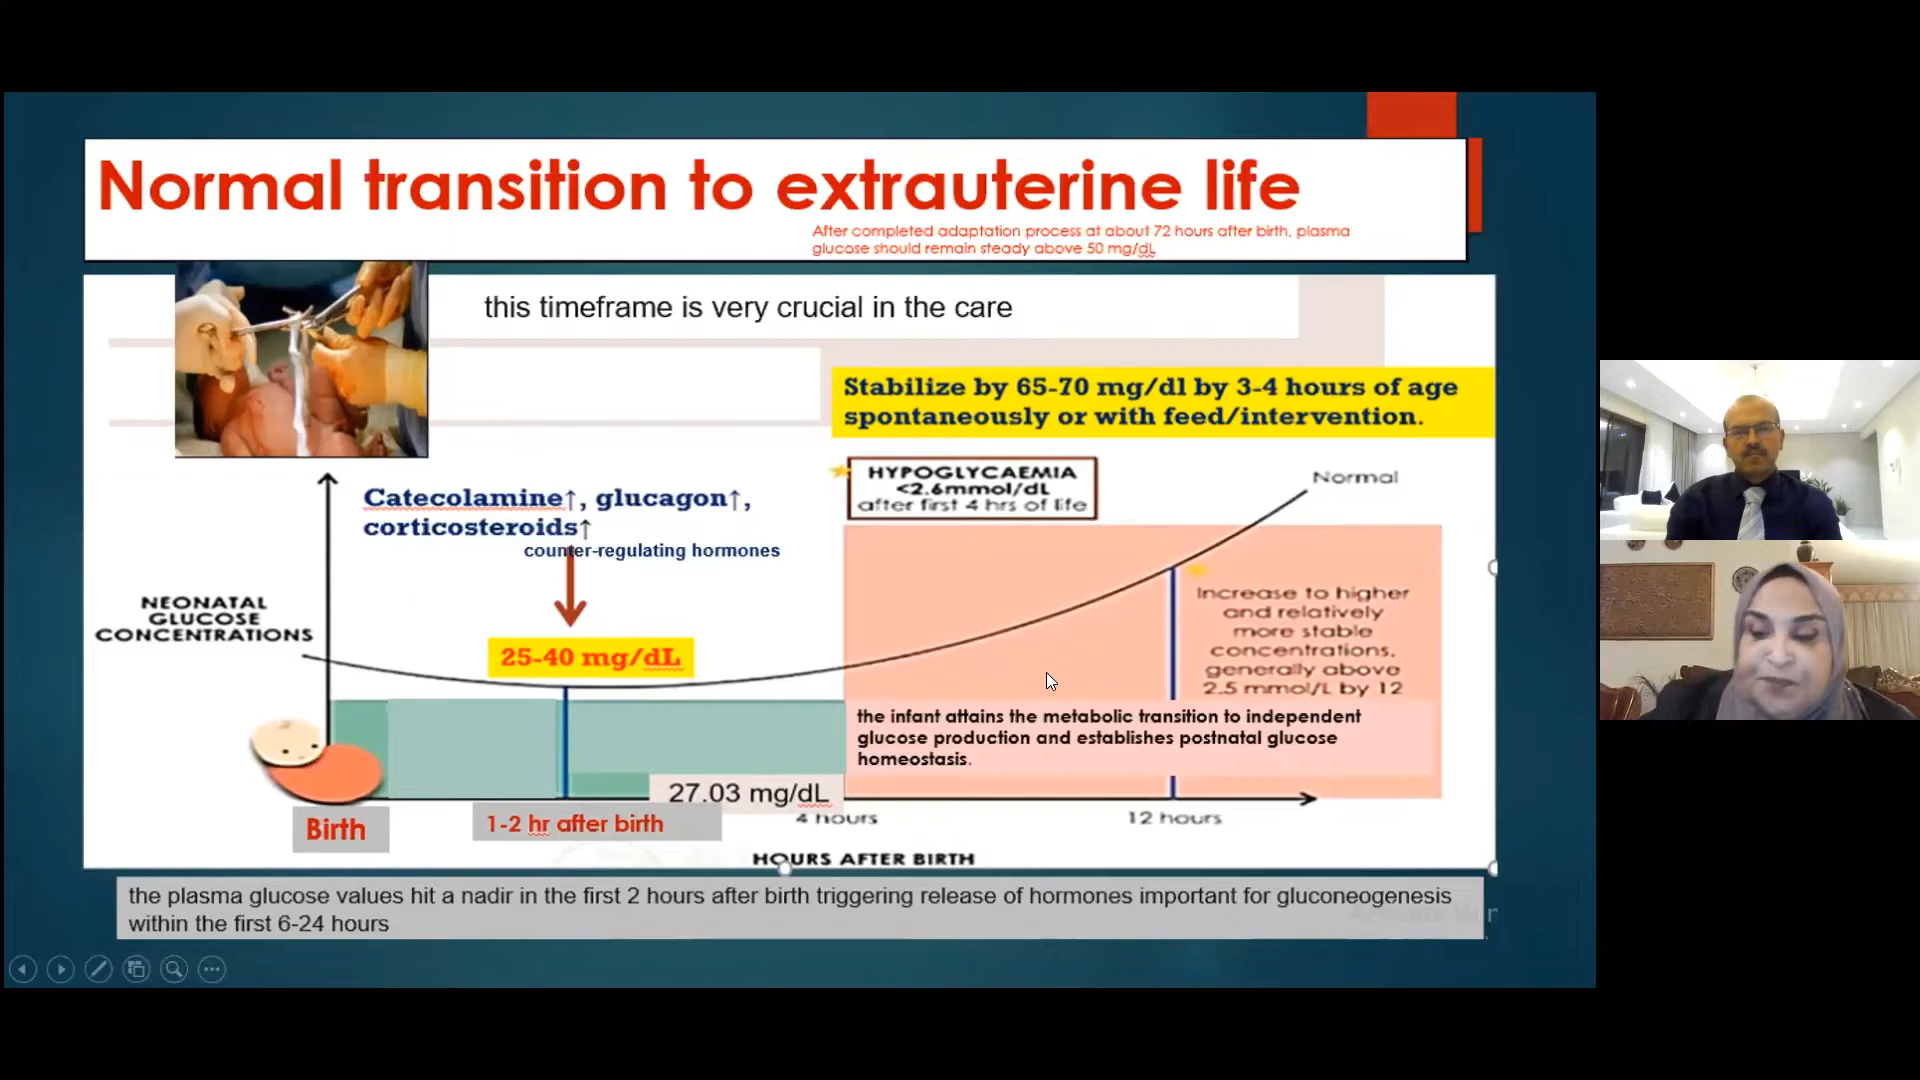 Normal transition to extrauterine life
After completed adaptation process at about 72 hours after birth, plasma
glucose should remain steady above 50 mg/dL
this timeframe is very crucial in the care
Stabilize by 65-70 mg/dl by 3-4 hours of age
spontaneously or with feed/intervention.
HYPOGLYCAEMIA
<2.6mmol/dL
after first 4 hrs of life
Normal
Catecolamine↑, glucagon↑,
corticosteroids↑
counter-regulating hormones
NEONATAL
GLUCOSE
CONCENTRATIONS
25-40 mg/dL
Increase to higher
and relatively
more stable
concentrations,
generally above
2.5 mmol/L by 12
the infant attains the metabolic transition to independent
glucose production and establishes postnatal glucose
homeostasis.
27.03 mg/dL
Birth
1-2 hr after birth
4 hours
12 hours
HOURS AFTER BIRTH
the plasma glucose values hit a nadir in the first 2 hours after birth triggering release of hormones important for gluconeogenesis
within the first 6-24 hours